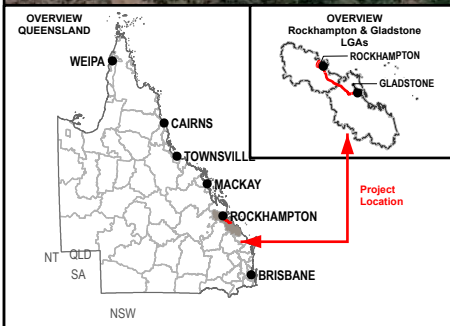 OVERVIEW
QUEENSLAND
WEIPA
CAIRNS
TOWNSVILLE
MACKAY
ROCKHAMPTON
BRISBANE
NT
QLD
SA
NSW
OVERVIEW
Rockhampton & Gladstone
LGAs
ROCKHAMPTON
GLADSTONE
Project
Location